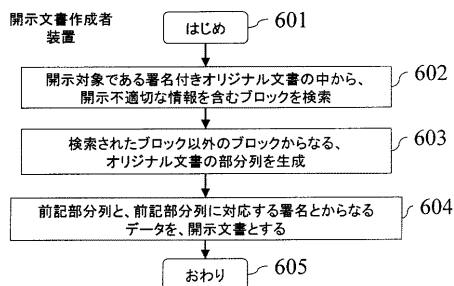 開示文書作成者
装置
はじめ
601
開示対象である署名付きオリジナル文書の中から、
開示不適切な情報を含むブロックを検索
602
検索されたブロック以外のブロックからなる、
オリジナル文書の部分列を生成
603
前記部分列と、前記部分列に対応する署名とからなる
データを、開示文書とする
604
おわり
605